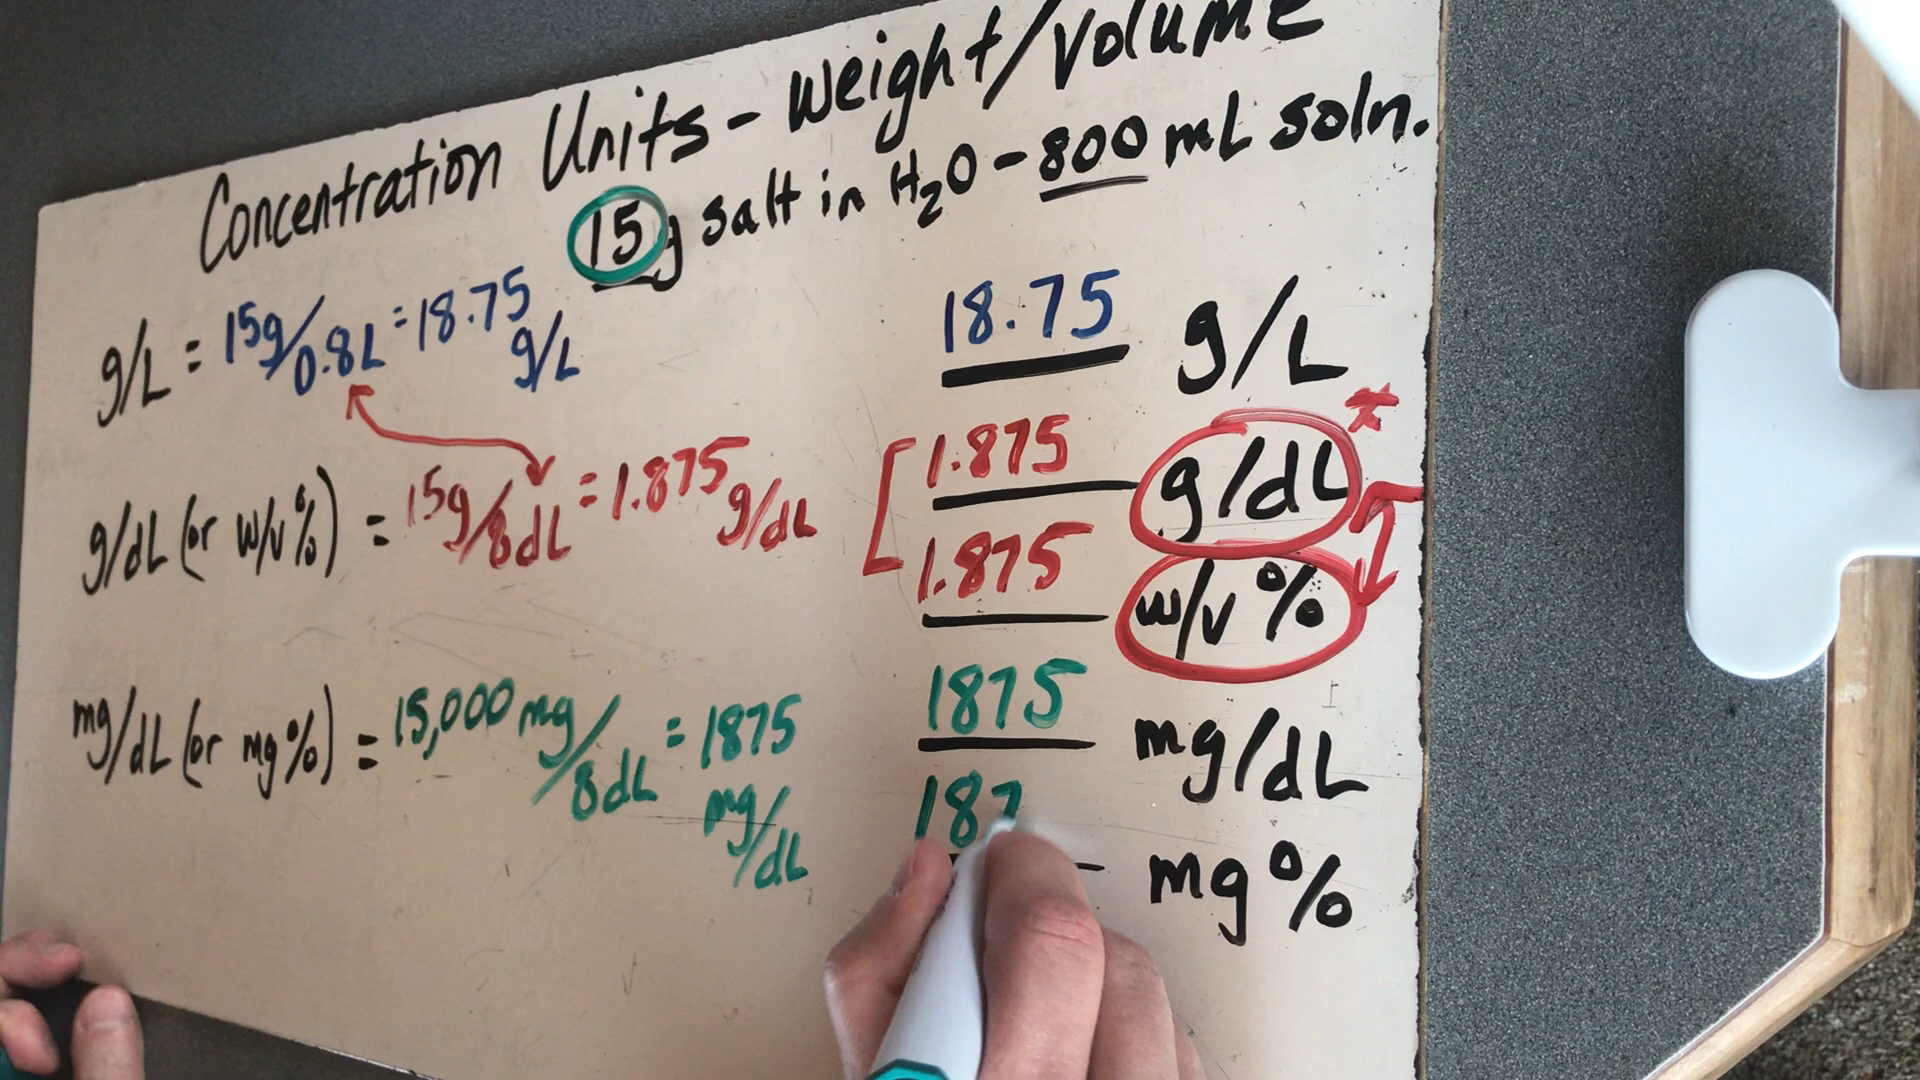 Concentration Units - Weight/Volume
15g salt in H₂O - 800 mL soln.
g/L = 15g/0.8L = 18.75 g/L
18.75 g/L
g/dL (or w/v%) = 15g/8dL = 1.875 g/dL
1.875 g/dL *
1.875 w/v %
mg/dL (or mg%) = 15,000 mg/8dL = 1875 mg/dL
1875 mg/dL
187 mg%